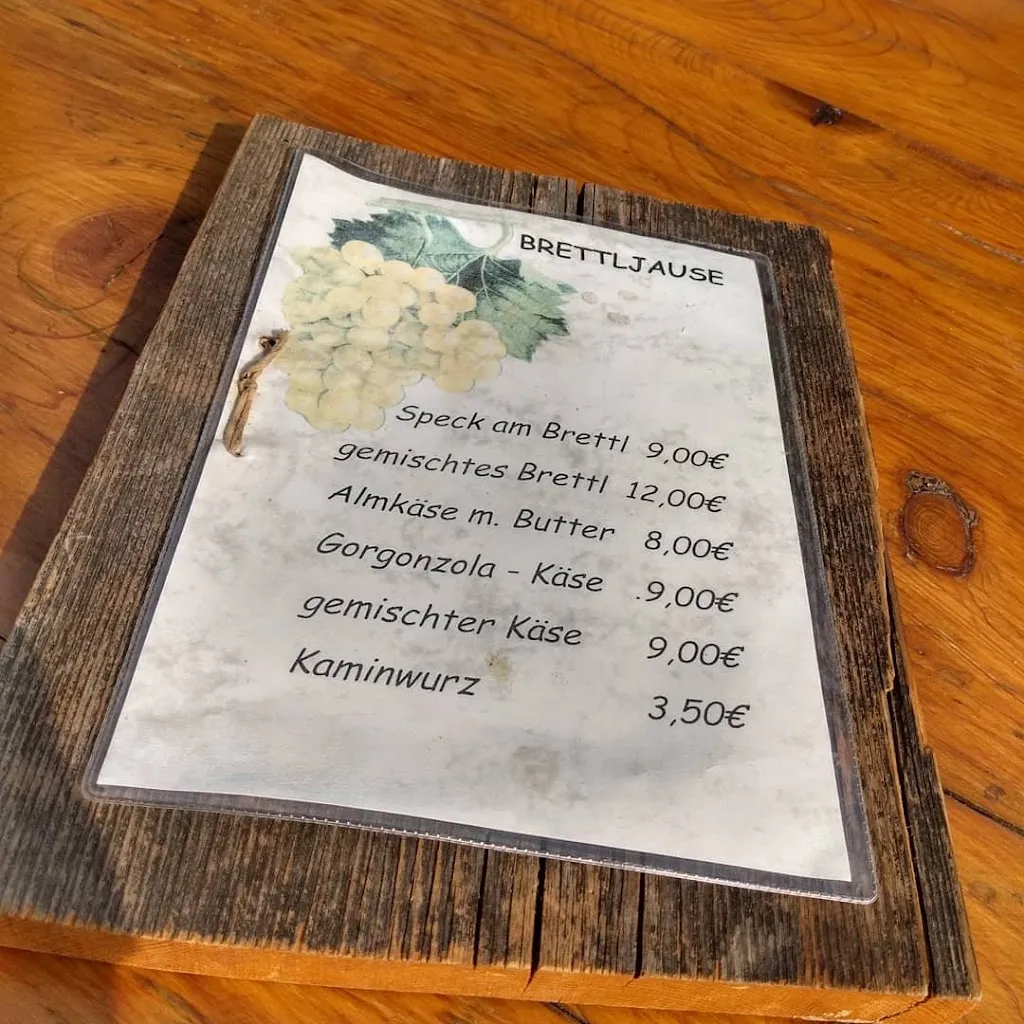 BRETTLJAUSE
Speck am Brettl 9,00€
gemischtes Brettl 12,00€
Almkäse m. Butter 8,00€
Gorgonzola - Käse .9,00€
gemischter Käse 9,00€
Kaminwurz 3,50€